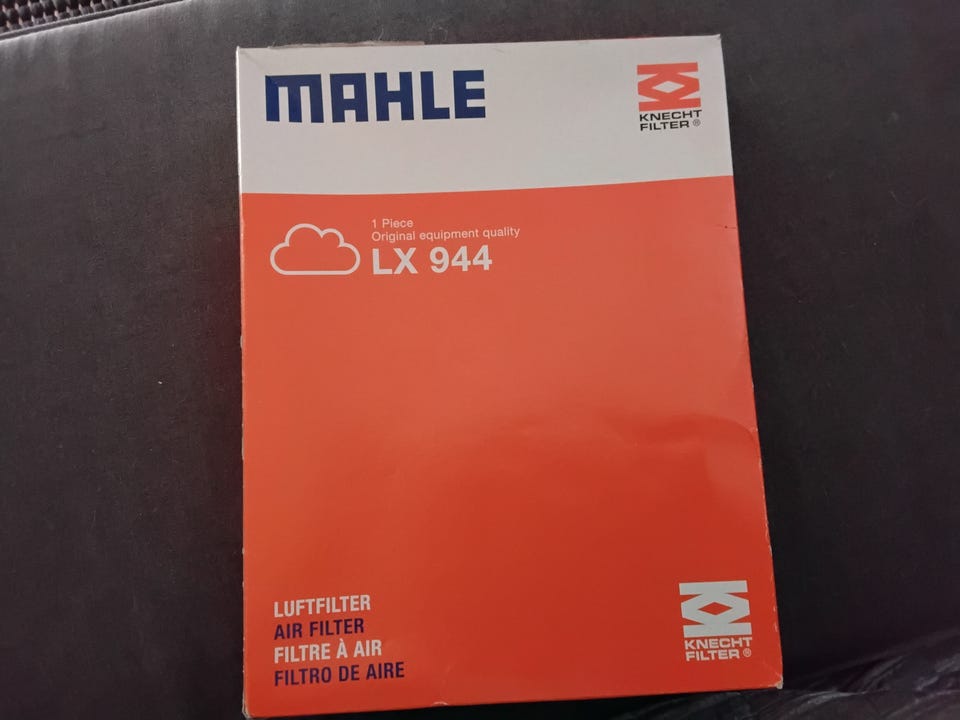 MAHLE
KNECHT
FILTER®
1 Piece
Original equipment quality
LX 944
LUFTFILTER
AIR FILTER
FILTRE À AIR
FILTRO DE AIRE
KNECHT
FILTER®